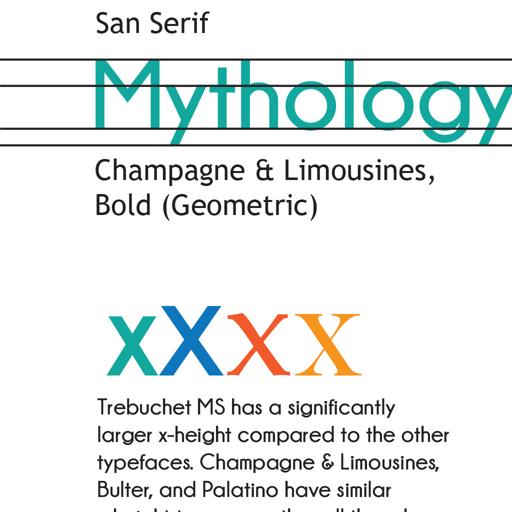 San Serif
Mythology
Champagne & Limousines,
Bold (Geometric)
xXxx
Trebuchet MS has a significantly
larger x-height compared to the other
typefaces. Champagne & Limousines,
Bulter, and Palatino have similar